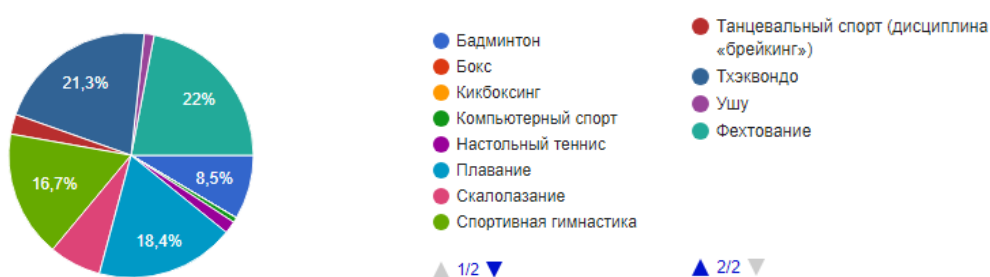 21,3%
22%
8,5%
16,7%
18,4%
Бадминтон
Бокс
Кикбоксинг
Компьютерный спорт
Настольный теннис
Плавание
Скалолазание
Спортивная гимнастика
1/2
Танцевальный спорт (дисциплина
«брейкинг»)
Тхэквондо
Ушу
Фехтование
2/2